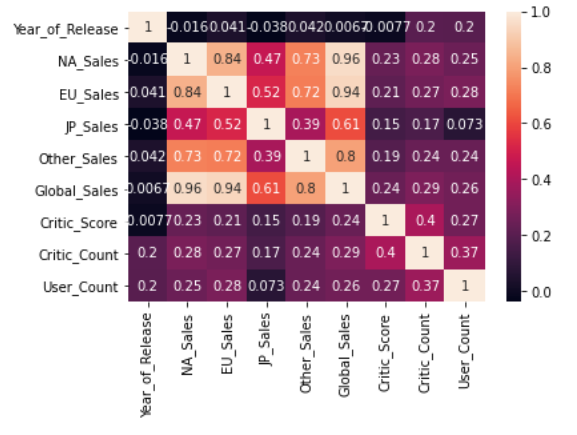 Year_of_Release 1 -0.016 0.041 -0.038 0.042 0.0067 -0.0077 0.2 0.2
NA_Sales -0.016 1 0.84 0.47 0.73 0.96 0.23 0.28 0.25
EU_Sales 0.041 0.84 1 0.52 0.72 0.94 0.21 0.27 0.28
JP_Sales -0.038 0.47 0.52 1 0.39 0.61 0.15 0.17 0.073
Other_Sales 0.042 0.73 0.72 0.39 1 0.8 0.19 0.24 0.24
Global_Sales 0.0067 0.96 0.94 0.61 0.8 1 0.24 0.29 0.26
Critic_Score -0.0077 0.23 0.21 0.15 0.19 0.24 1 0.4 0.27
Critic_Count 0.2 0.28 0.27 0.17 0.24 0.29 0.4 1 0.37
User_Count 0.2 0.25 0.28 0.073 0.24 0.26 0.27 0.37 1
Year_of_Release
NA_Sales
EU_Sales
JP_Sales
Other_Sales
Global_Sales
Critic_Score
Critic_Count
User_Count
1.0
0.8
0.6
0.4
0.2
0.0